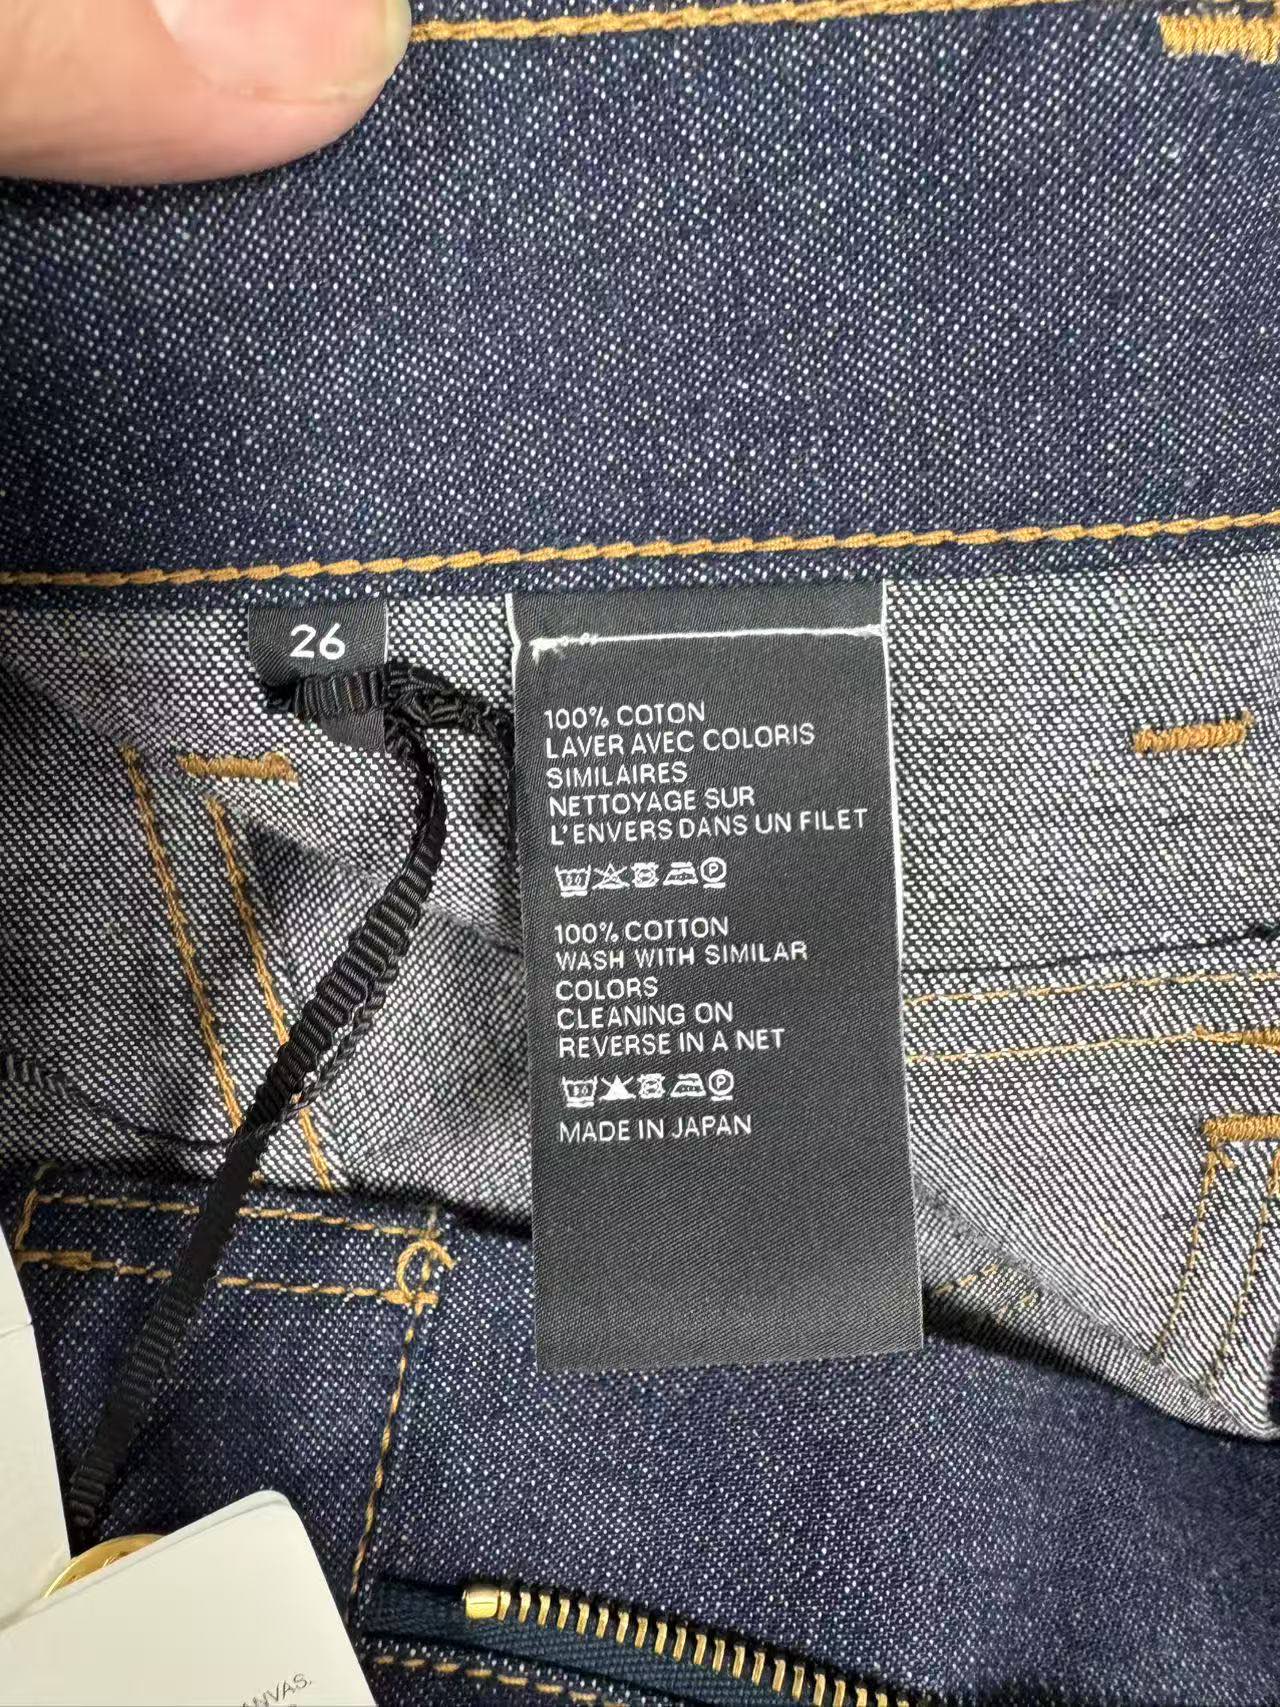 26
100% COTON
LAVER AVEC COLORIS
SIMILAIRES
NETTOYAGE SUR
L'ENVERS DANS UN FILET
P
100% COTTON
WASH WITH SIMILAR
COLORS
CLEANING ON
REVERSE IN A NET
P
MADE IN JAPAN